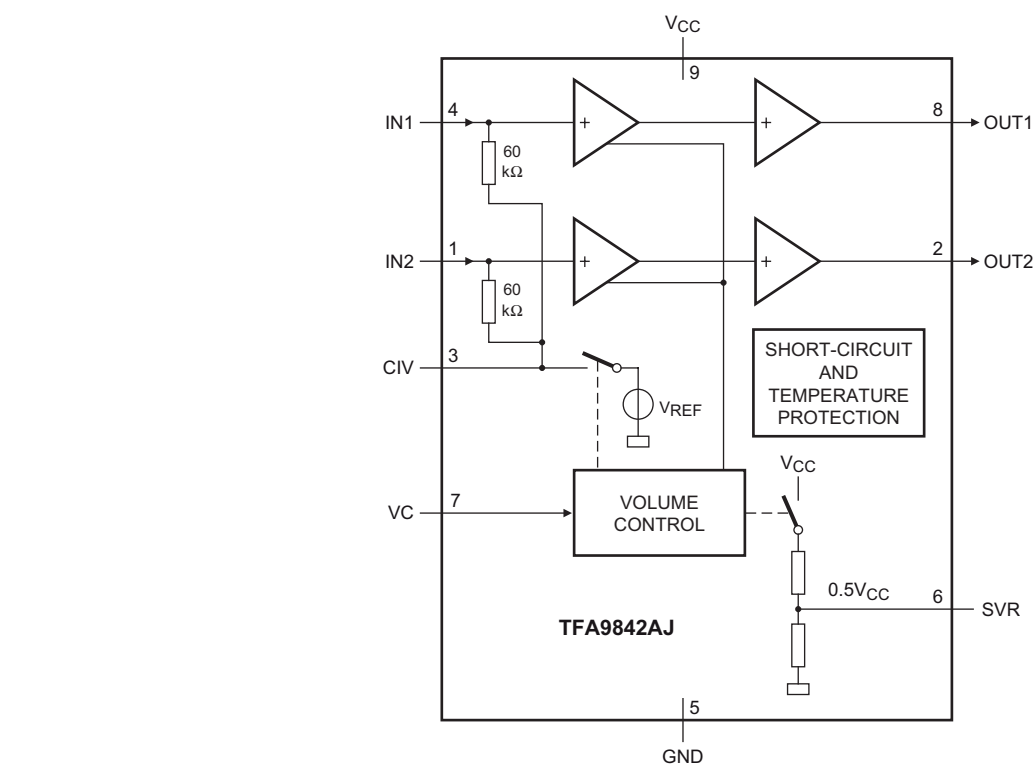 VCC
9
IN1
4
8
OUT1
+
+
60
kΩ
IN2
1
2
OUT2
+
+
60
kΩ
CIV
3
VREF
SHORT-CIRCUIT
AND
TEMPERATURE
PROTECTION
VCC
VC
7
VOLUME
CONTROL
0.5VCC
6
SVR
TFA9842AJ
5
GND